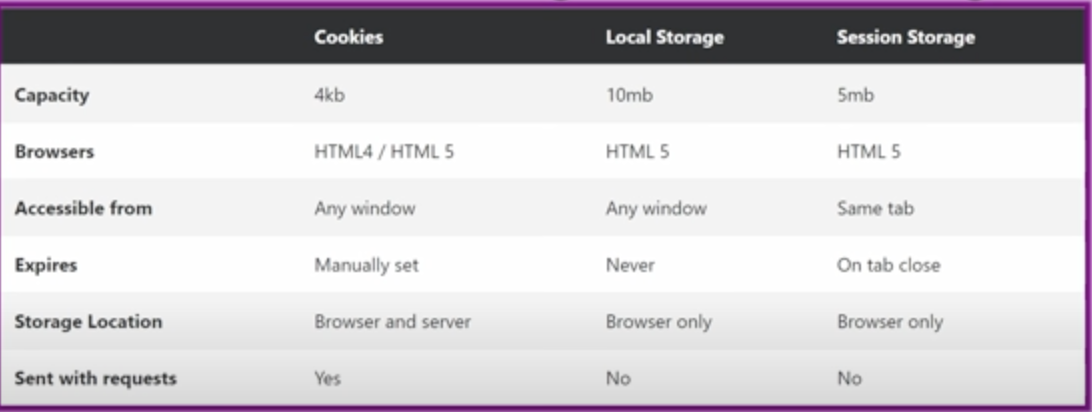 Cookies Local Storage Session Storage
Capacity 4kb 10mb 5mb
Browsers HTML4 / HTML 5 HTML 5 HTML 5
Accessible from Any window Any window Same tab
Expires Manually set Never On tab close
Storage Location Browser and server Browser only Browser only
Sent with requests Yes No No